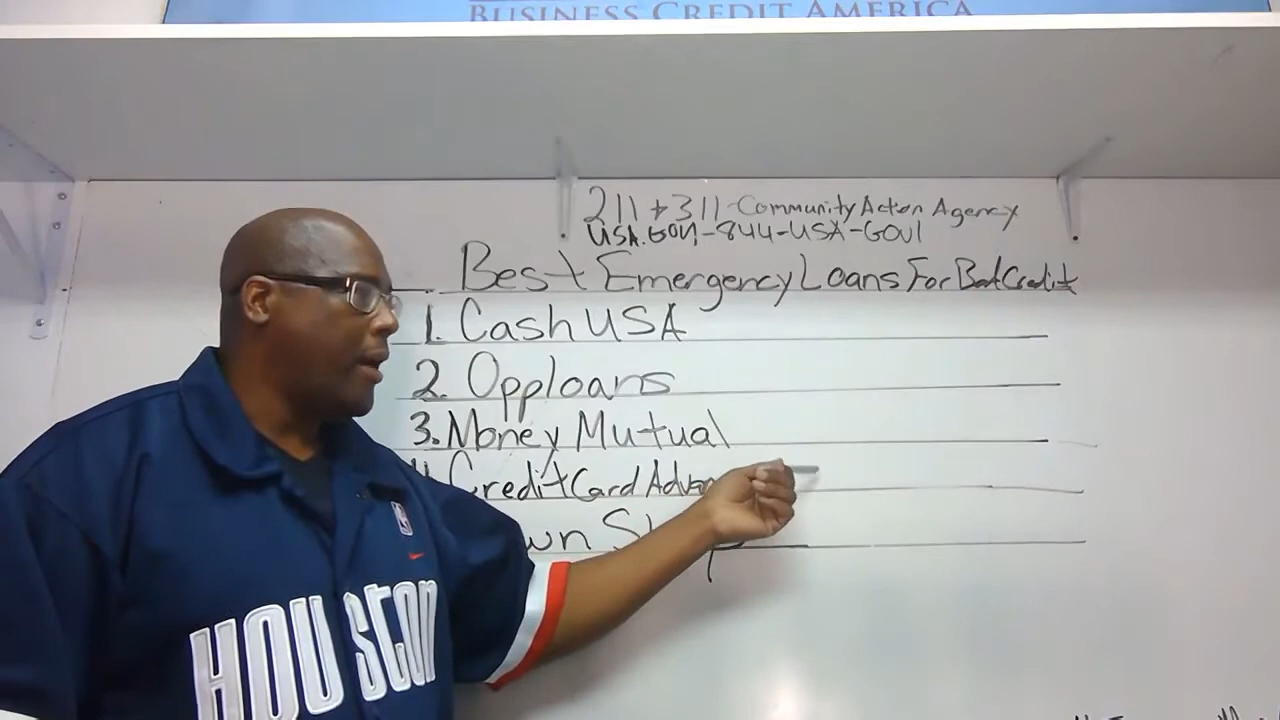 BUSINESS CREDIT AMERICA
211 + 311-Community Action Agency
USA.GOV-844-USA-GOV1
Best Emergency Loans For Bad Credit
1. Cash USA
2. Opploans
3. Money Mutual
Credit Card
HOUSTON